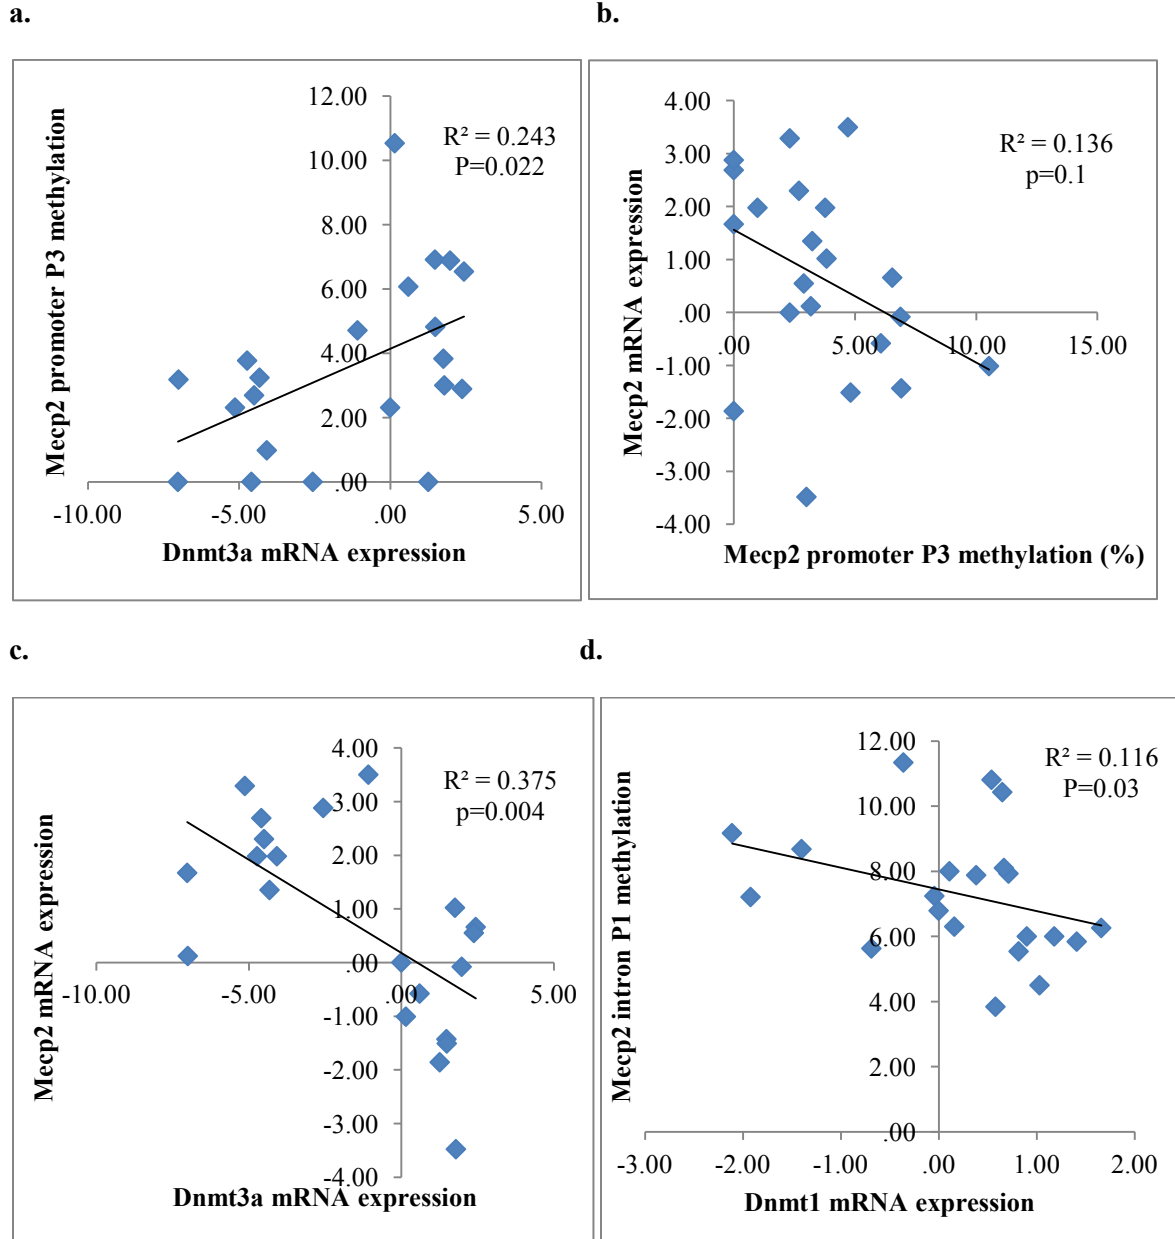 a.
Mecp2 promoter P3 methylation
12.00
10.00
8.00
6.00
4.00
2.00
.00
R² = 0.243
P=0.022
-10.00 -5.00 .00 5.00
Dnmt3a mRNA expression
b.
Mecp2 mRNA expression
4.00
3.00
2.00
1.00
.00
-1.00
-2.00
-3.00
-4.00
R² = 0.136
p=0.1
.00 5.00 10.00 15.00
Mecp2 promoter P3 methylation (%)
c.
Mecp2 mRNA expression
4.00
3.00
2.00
1.00
.00
-1.00
-2.00
-3.00
-4.00
R² = 0.375
p=0.004
-10.00 -5.00 .00 5.00
Dnmt3a mRNA expression
d.
Mecp2 intron P1 methylation
12.00
10.00
8.00
6.00
4.00
2.00
.00
R² = 0.116
P=0.03
-3.00 -2.00 -1.00 .00 1.00 2.00
Dnmt1 mRNA expression